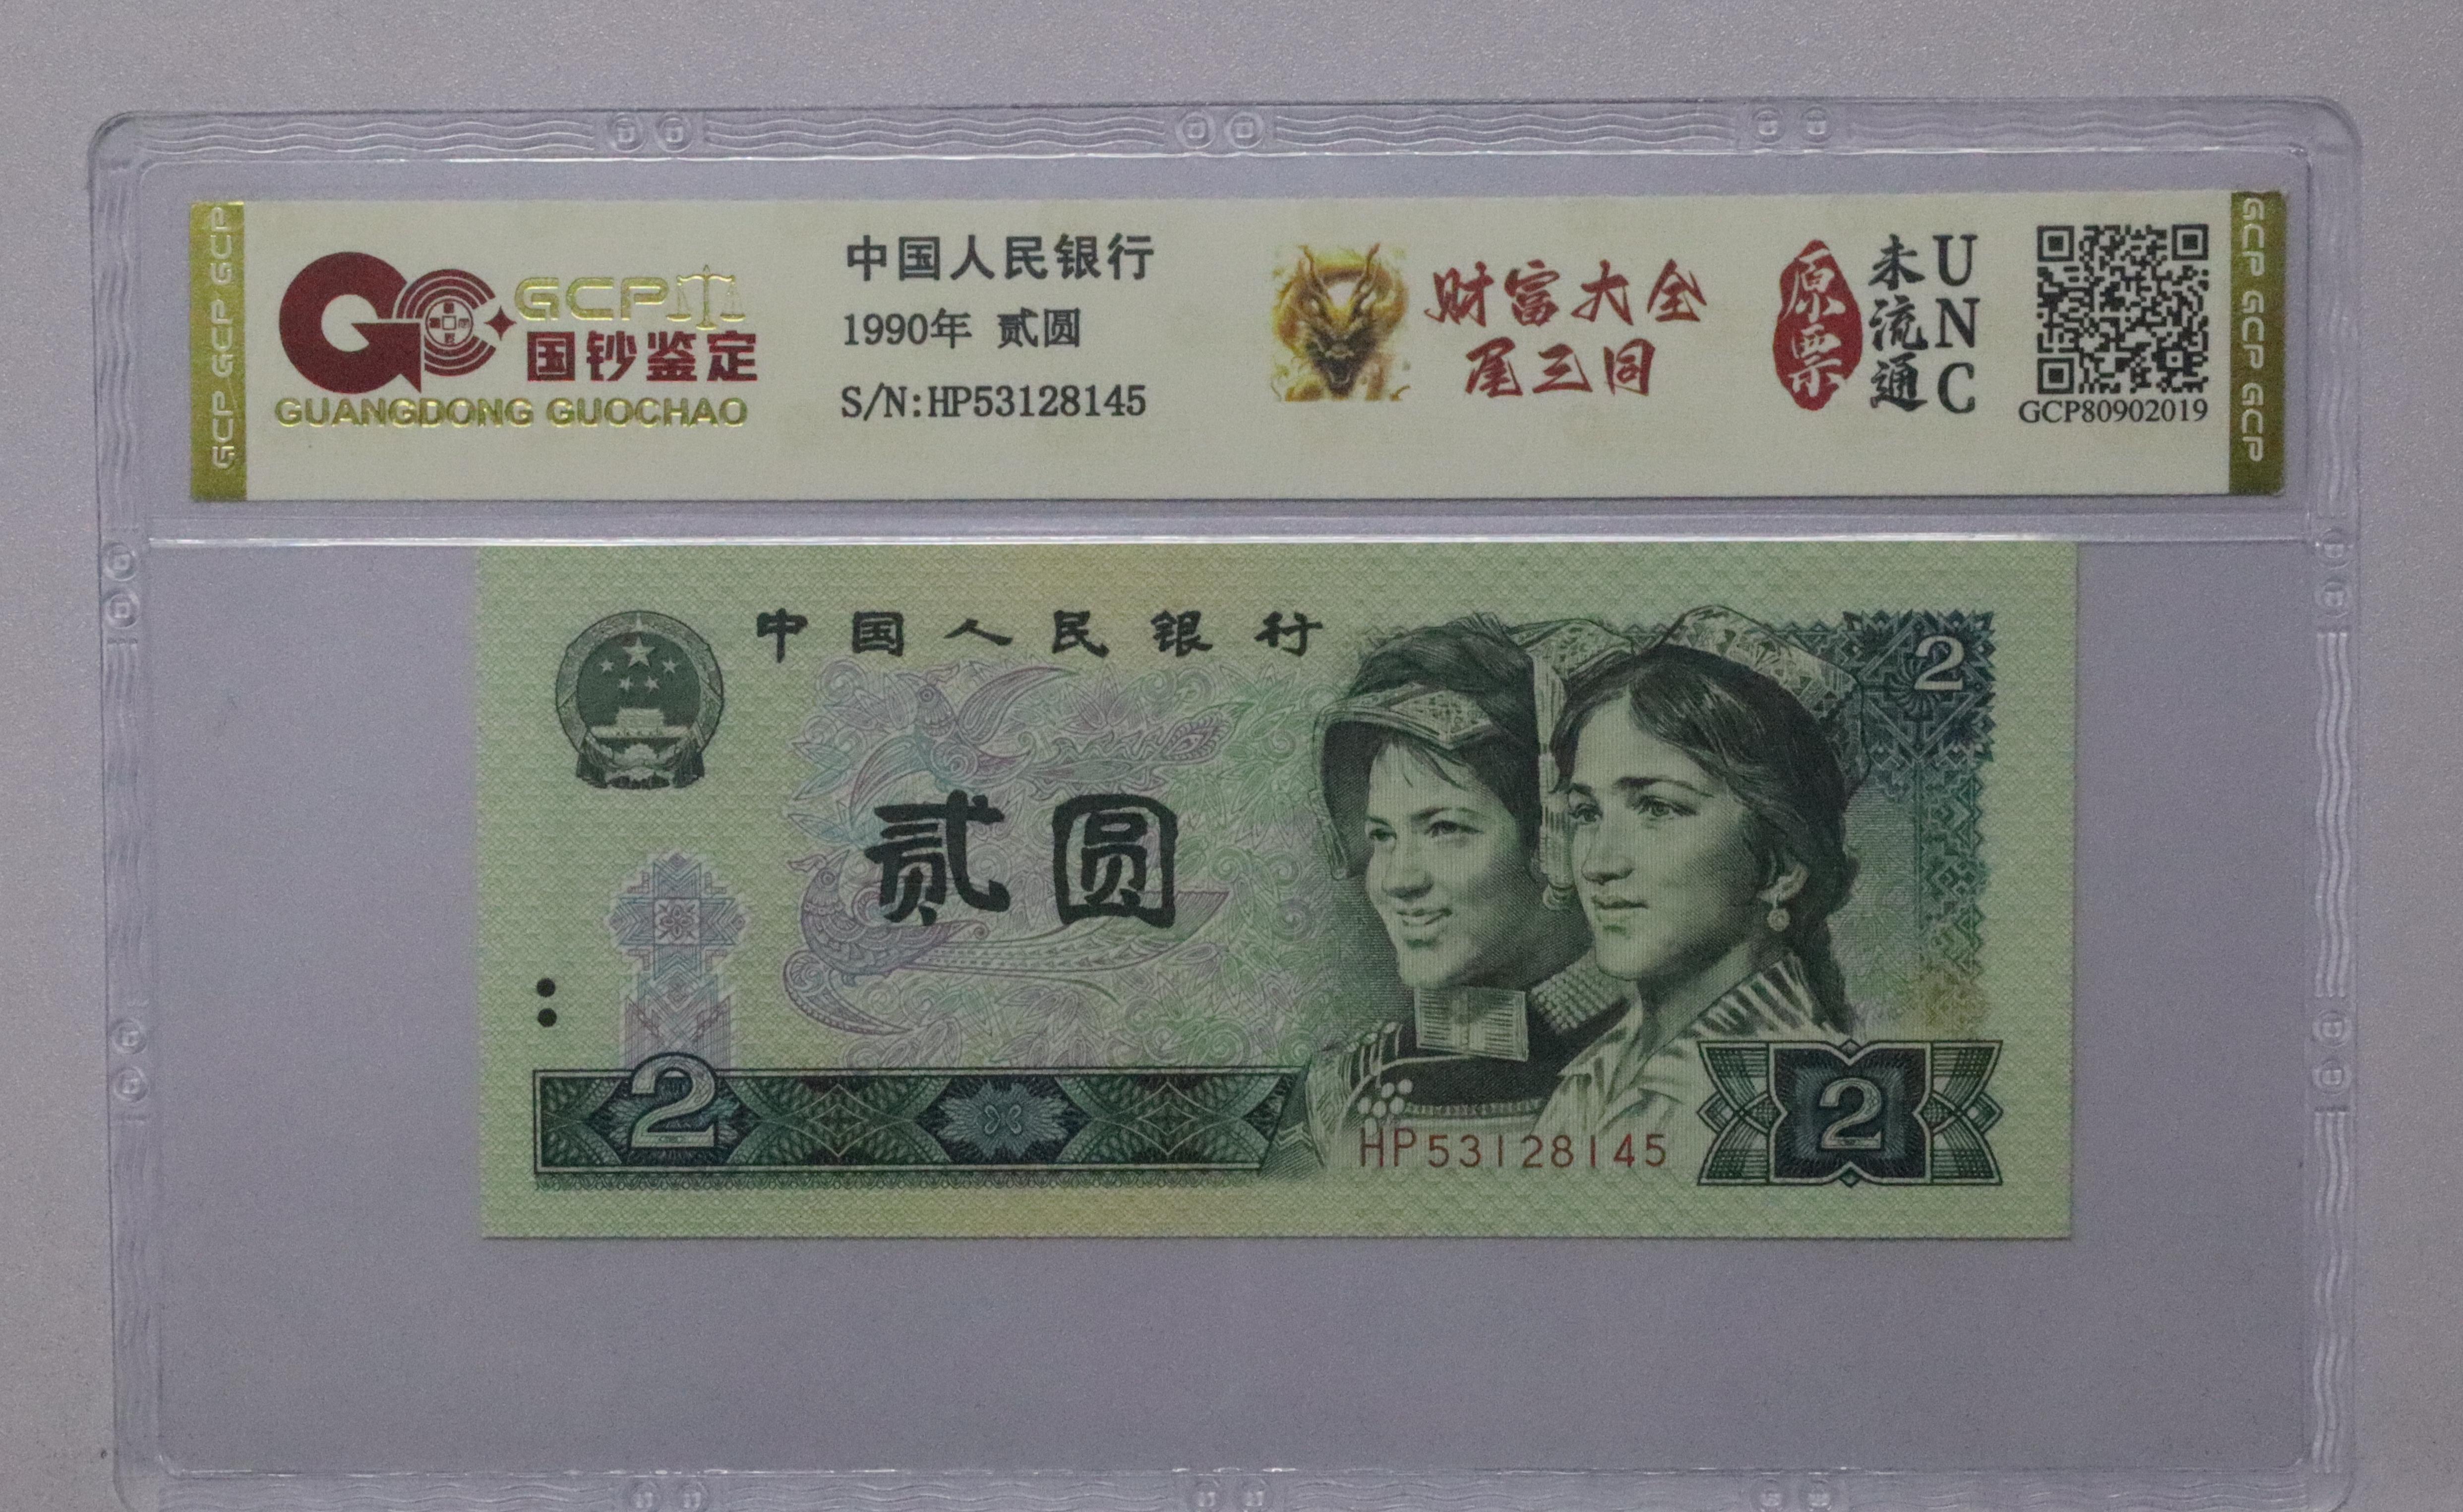 GCP GCP GCP
GCP
国钞鉴定
GUANGDONG GUOCHAO
中国人民银行
1990年 贰圆
S/N:HP53128145
财富大全
尾三同
原票
未流通
UNC
GCP80902019
GCP GCP GCP
中国人民银行
2
贰圆
2
HP53128145
2